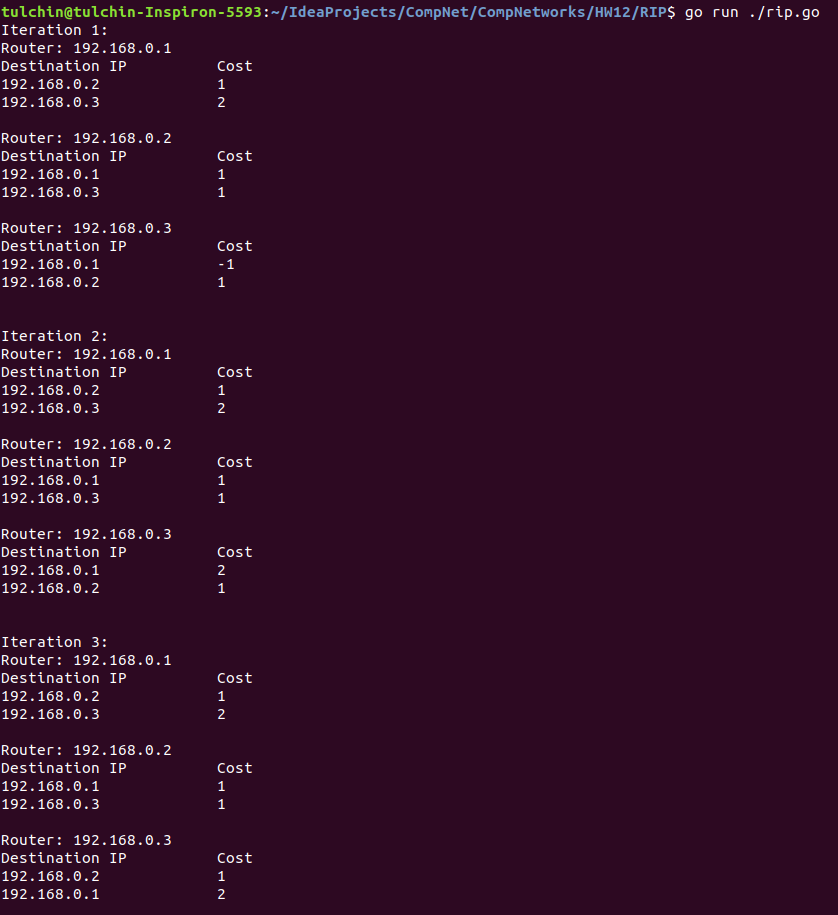 tulchin@tulchin-Inspiron-5593:~/IdeaProjects/CompNet/CompNetworks/HW12/RIP$ go run ./rip.go
Iteration 1:
Router: 192.168.0.1
Destination IP          Cost
192.168.0.2             1
192.168.0.3             2

Router: 192.168.0.2
Destination IP          Cost
192.168.0.1             1
192.168.0.3             1

Router: 192.168.0.3
Destination IP          Cost
192.168.0.1             -1
192.168.0.2             1


Iteration 2:
Router: 192.168.0.1
Destination IP          Cost
192.168.0.2             1
192.168.0.3             2

Router: 192.168.0.2
Destination IP          Cost
192.168.0.1             1
192.168.0.3             1

Router: 192.168.0.3
Destination IP          Cost
192.168.0.1             2
192.168.0.2             1


Iteration 3:
Router: 192.168.0.1
Destination IP          Cost
192.168.0.2             1
192.168.0.3             2

Router: 192.168.0.2
Destination IP          Cost
192.168.0.1             1
192.168.0.3             1

Router: 192.168.0.3
Destination IP          Cost
192.168.0.2             1
192.168.0.1             2